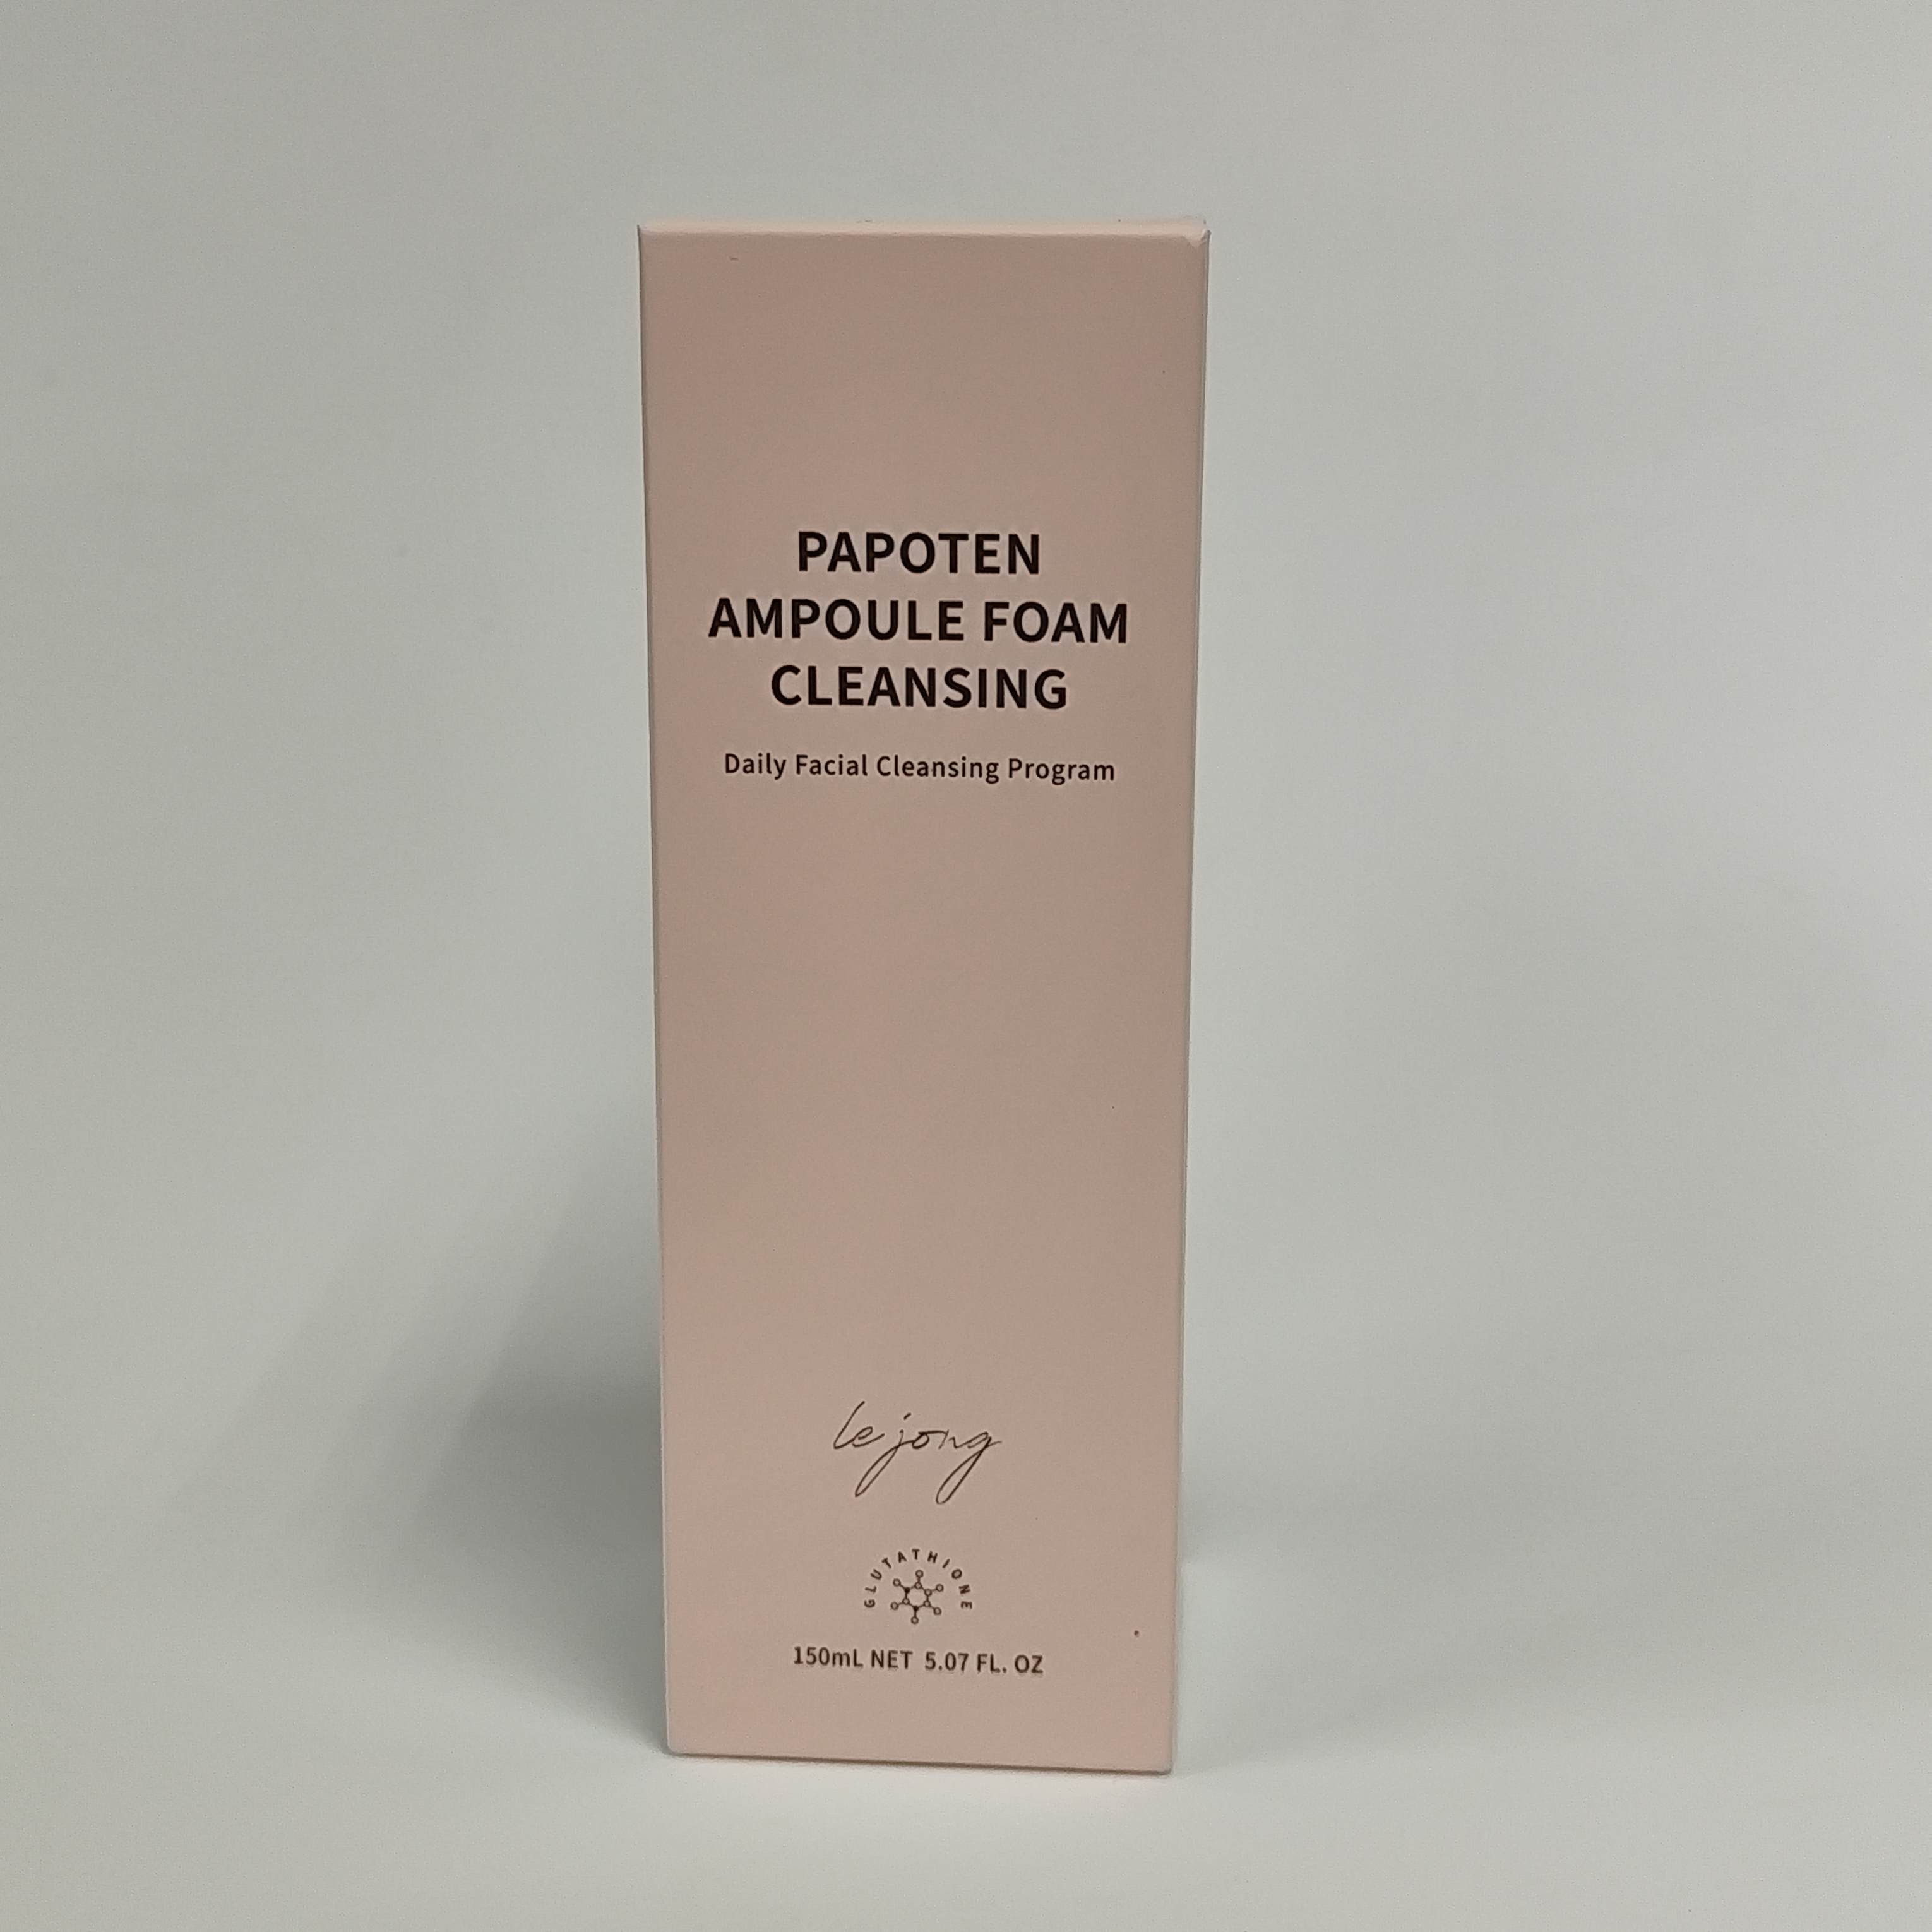 PAPOTEN
AMPOULE FOAM
CLEANSING
Daily Facial Cleansing Program
le jong
GLUTATHIONE
150mL NET 5.07 FL. OZ